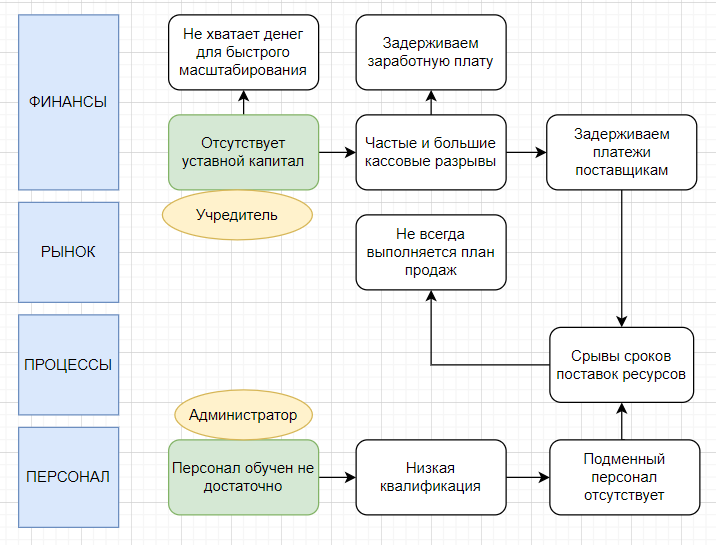 ФИНАНСЫ
Не хватает денег
для быстрого
масштабирования
Задерживаем
заработную плату
Отсутствует
уставной капитал
Частые и большие
кассовые разрывы
Задерживаем
платежи
поставщикам
Учредитель
РЫНОК
Не всегда
выполняется план
продаж
ПРОЦЕССЫ
Срывы сроков
поставок ресурсов
Администратор
ПЕРСОНАЛ
Персонал обучен не
достаточно
Низкая
квалификация
Подменный
персонал
отсутствует